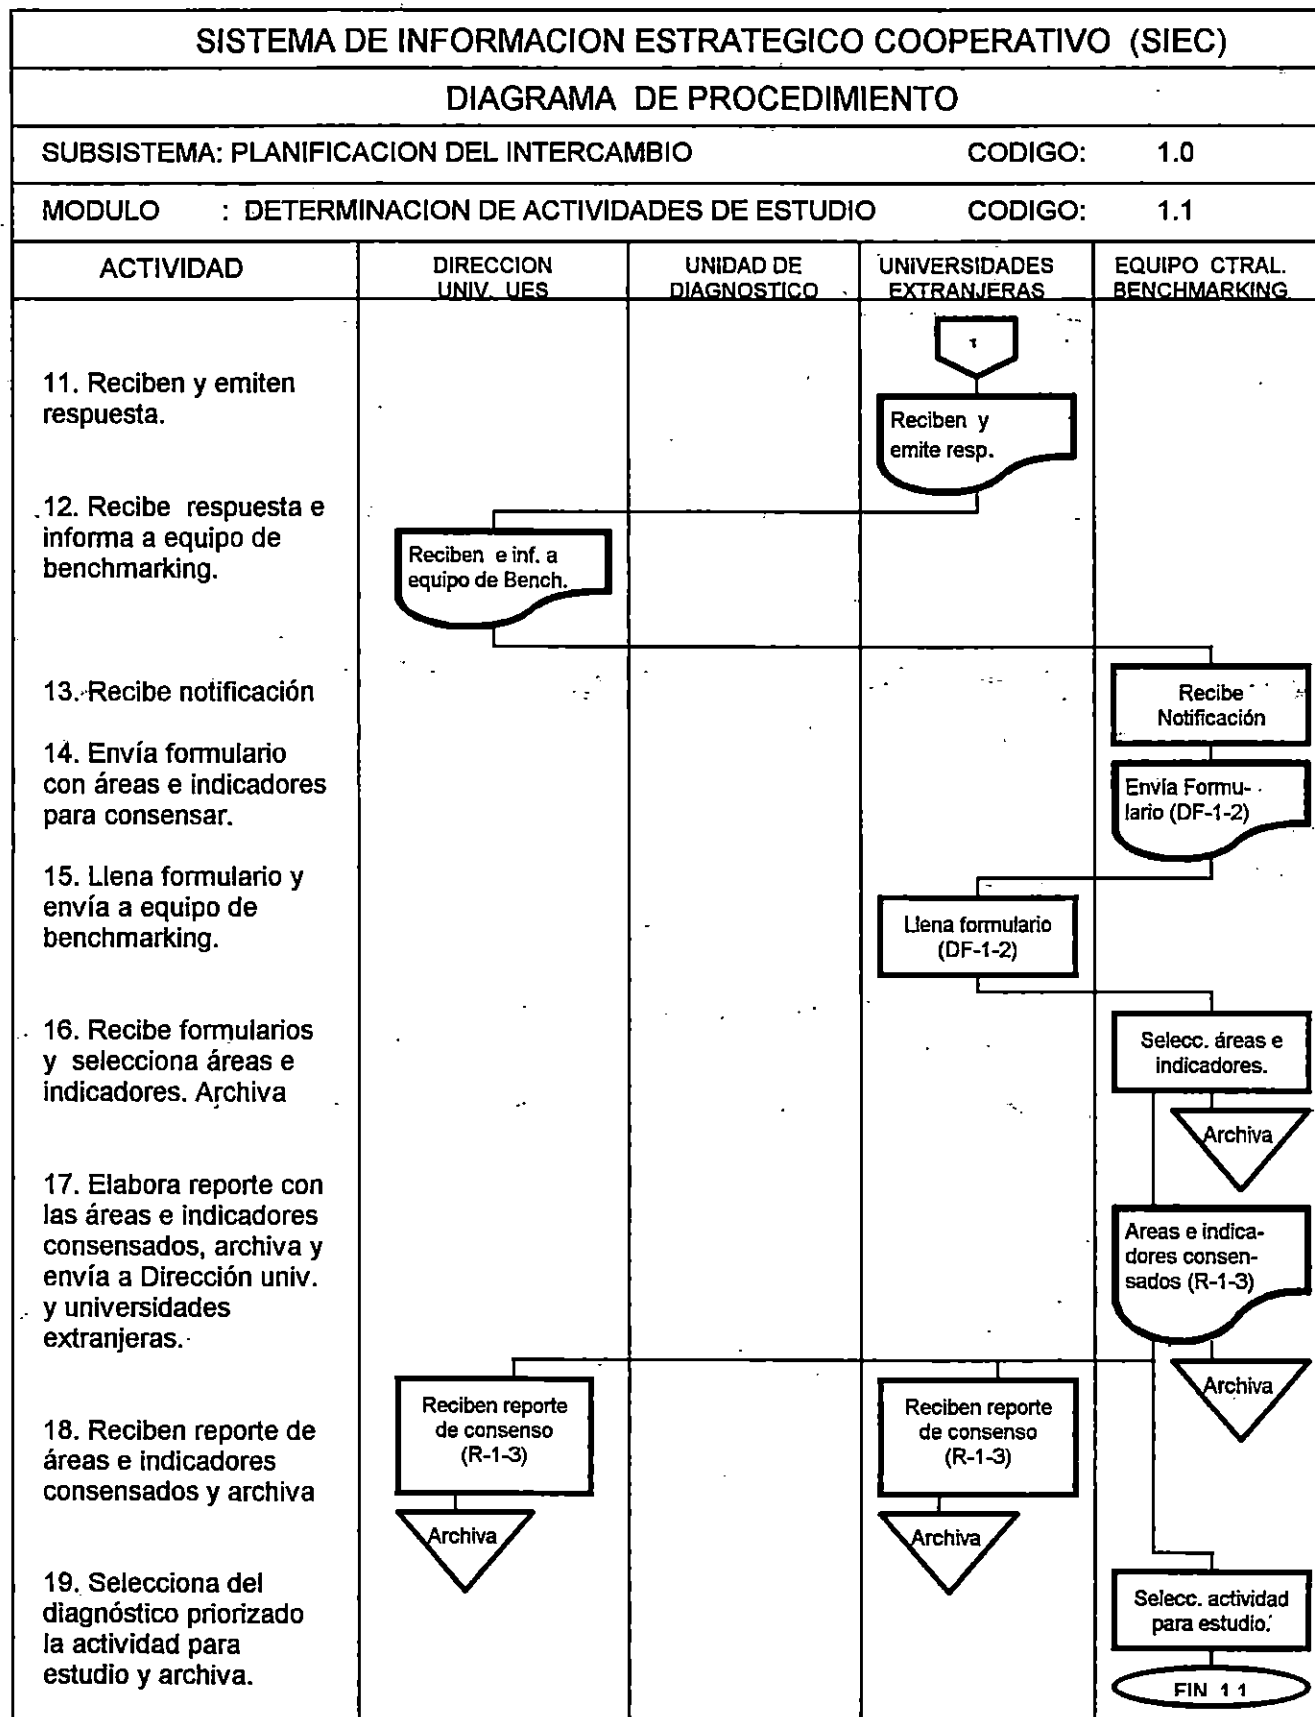 SISTEMA DE INFORMACION ESTRATEGICO COOPERATIVO (SIEC)
DIAGRAMA DE PROCEDIMIENTO
SUBSISTEMA: PLANIFICACION DEL INTERCAMBIO CODIGO: 1.0
MODULO : DETERMINACION DE ACTIVIDADES DE ESTUDIO CODIGO: 1.1
ACTIVIDAD
DIRECCION
UNIV. UES
UNIDAD DE
DIAGNOSTICO
UNIVERSIDADES
EXTRANJERAS
EQUIPO CTRAL.
BENCHMARKING
1
11. Reciben y emiten
respuesta.
Reciben y
emite resp.
12. Recibe respuesta e
informa a equipo de
benchmarking.
Reciben e inf. a
equipo de Bench.
13. Recibe notificación
Recibe
Notificación
14. Envía formulario
con áreas e indicadores
para consensar.
Envía Formu-
lario (DF-1-2)
15. Llena formulario y
envía a equipo de
benchmarking.
Llena formulario
(DF-1-2)
16. Recibe formularios
y selecciona áreas e
indicadores. Archiva
Selecc. áreas e
indicadores.
Archiva
17. Elabora reporte con
las áreas e indicadores
consensados, archiva y
envía a Dirección univ.
y universidades
extranjeras.
Areas e indica-
dores consen-
sados (R-1-3)
Archiva
18. Reciben reporte de
áreas e indicadores
consensados y archiva
Reciben reporte
de consenso
(R-1-3)
Archiva
Reciben reporte
de consenso
(R-1-3)
Archiva
19. Selecciona del
diagnóstico priorizado
la actividad para
estudio y archiva.
Selecc. actividad
para estudio.
FIN 1.1